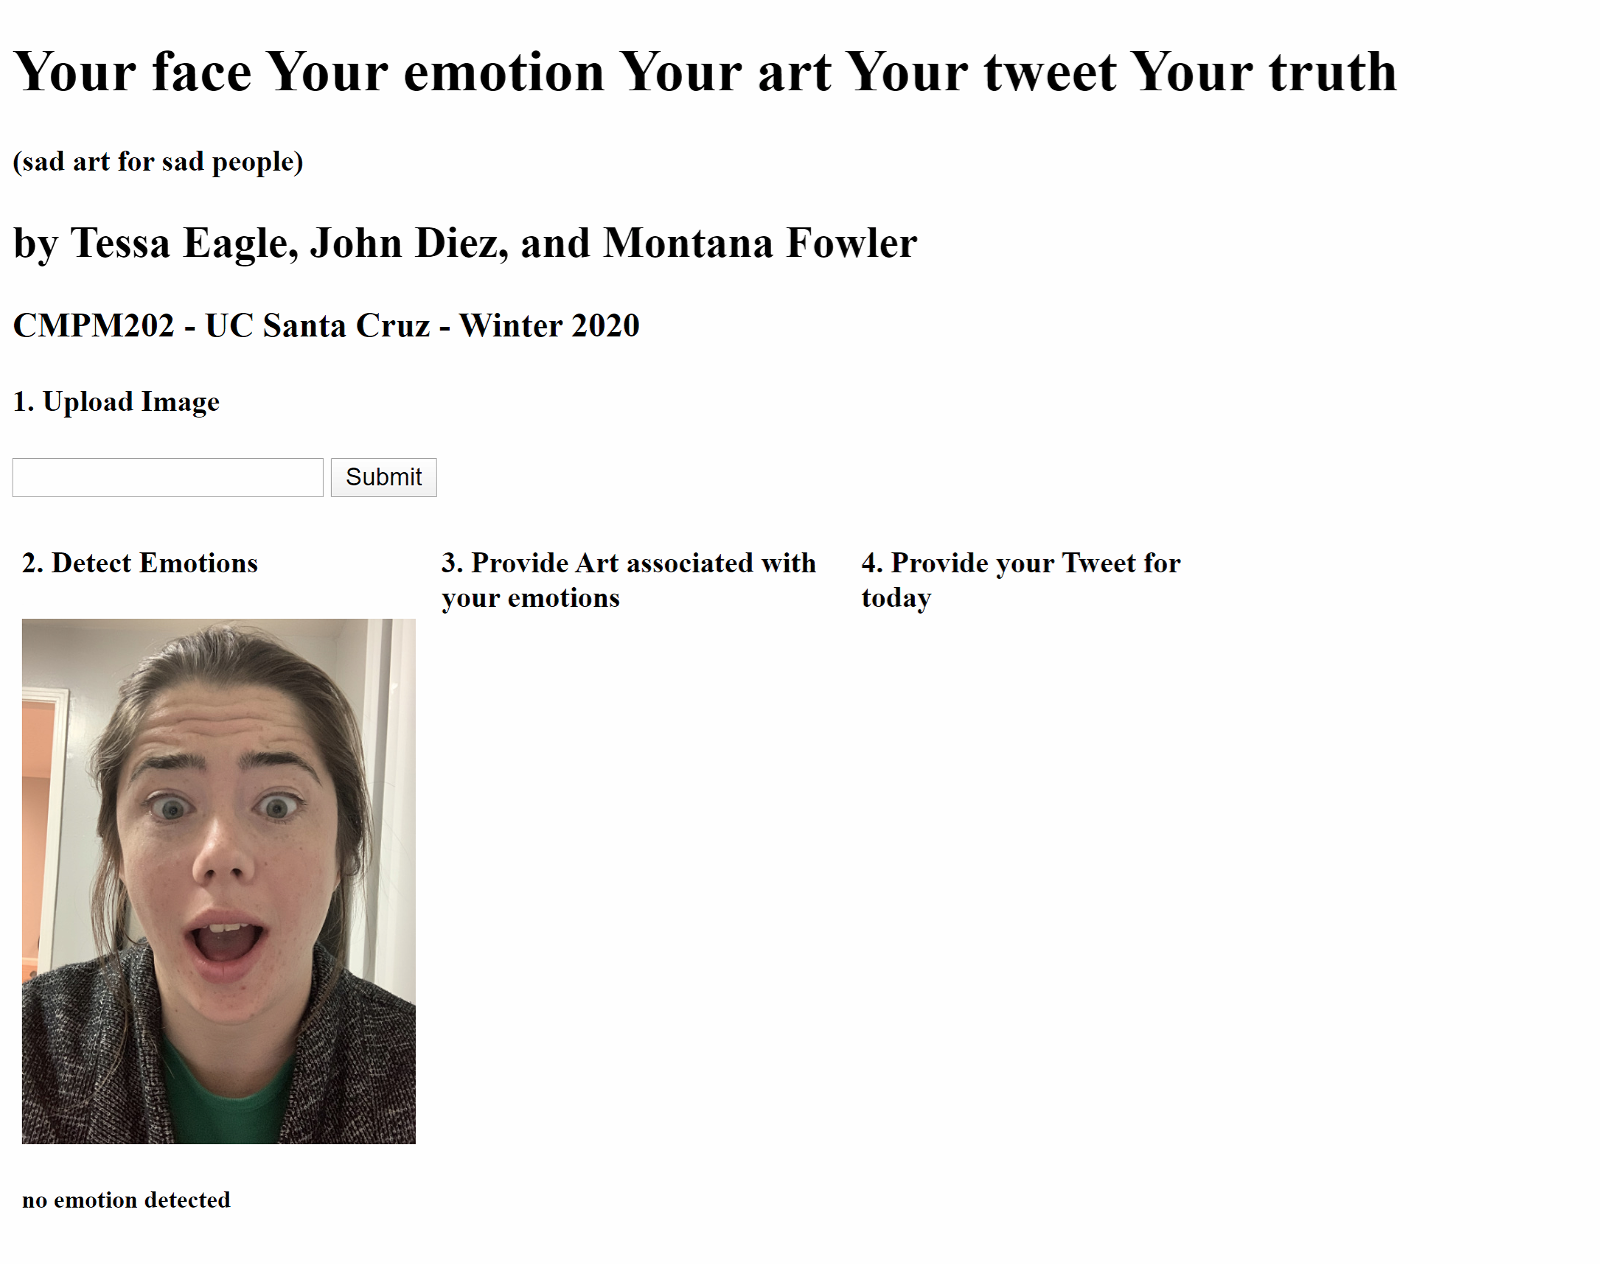 Your face Your emotion Your art Your tweet Your truth
(sad art for sad people)
by Tessa Eagle, John Diez, and Montana Fowler
CMPM202 - UC Santa Cruz - Winter 2020
1. Upload Image
Submit
2. Detect Emotions
3. Provide Art associated with
your emotions
4. Provide your Tweet for
today
no emotion detected